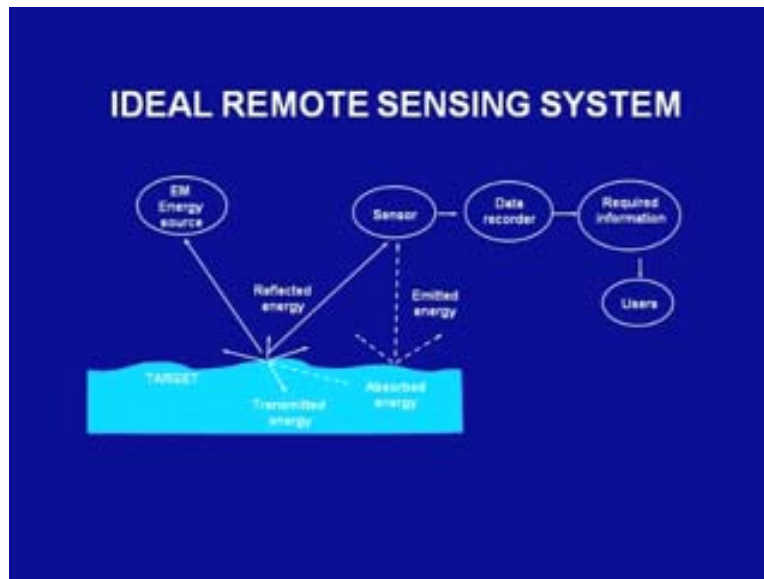 IDEAL REMOTE SENSING SYSTEM
EM
Energy
source
Sensor
Data
recorder
Required
information
Reflected
energy
Emitted
energy
Users
TARGET
Absorbed
energy
Transmitted
energy